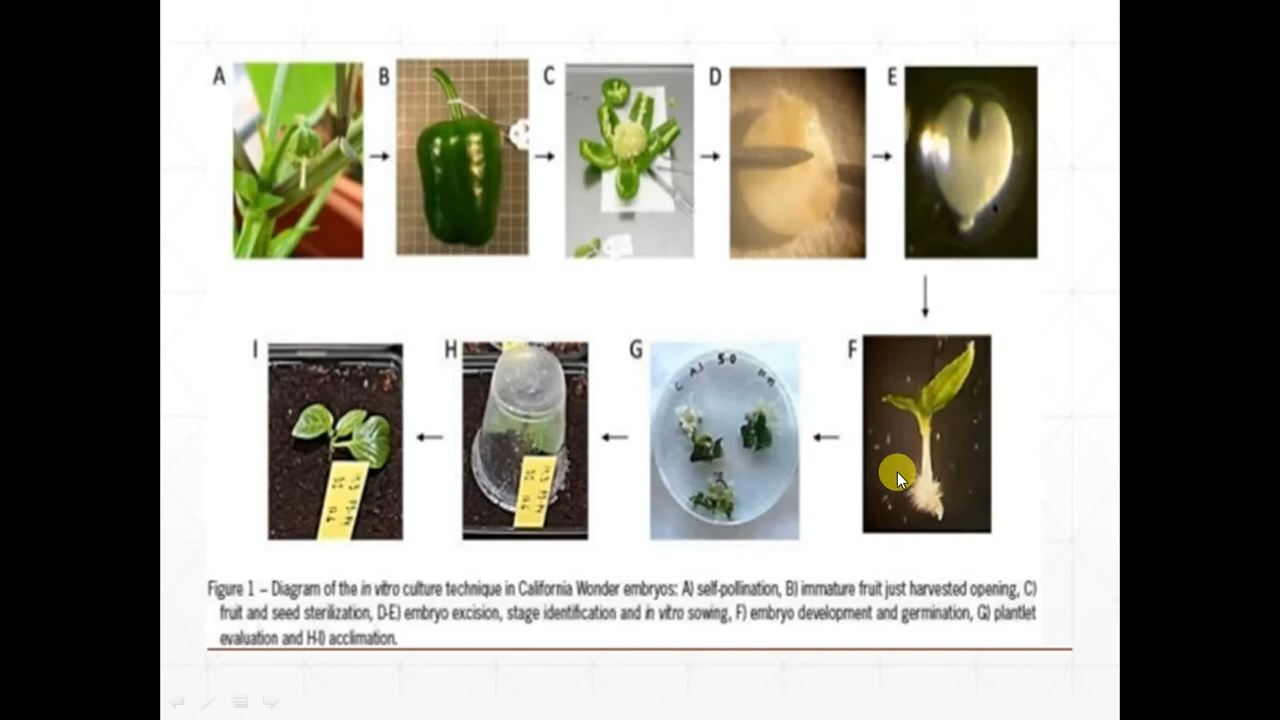 A B C D E
I H G F
50
Figure 1 – Diagram of the in vitro culture technique in California Wonder embryos: A) self-pollination, B) immature fruit just harvested opening, C)
fruit and seed sterilization, D-E) embryo excision, stage identification and in vitro sowing, F) embryo development and germination, G) plantlet
evaluation and H-I) acclimation.